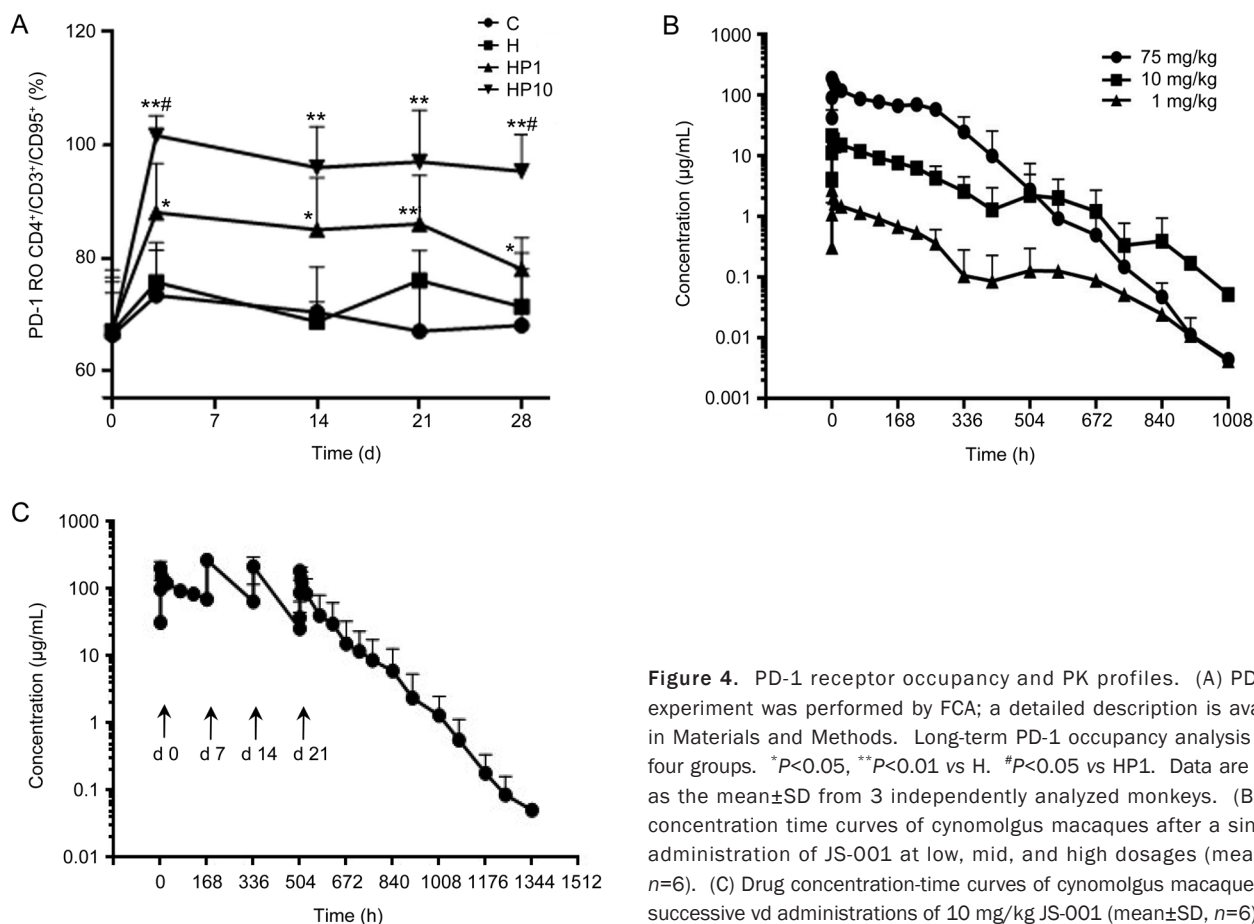 A
PD-1 RO CD4⁺/CD3⁺/CD95⁺ (%)
120
100
80
60
C
H
HP1
HP10
**#
**
**
**#
*
*
**
*
0 7 14 21 28
Time (d)
B
Concentration (μg/mL)
1000
100
10
1
0.1
0.01
0.001
75 mg/kg
10 mg/kg
1 mg/kg
0 168 336 504 672 840 1008
Time (h)
C
Concentration (μg/mL)
1000
100
10
1
0.1
0.01
d 0 d 7 d 14 d 21
0 168 336 504 672 840 1008 1176 1344 1512
Time (h)
Figure 4. PD-1 receptor occupancy and PK profiles. (A) PD
experiment was performed by FCA; a detailed description is ava
in Materials and Methods. Long-term PD-1 occupancy analysis
four groups. *P<0.05, **P<0.01 vs H. #P<0.05 vs HP1. Data are
as the mean±SD from 3 independently analyzed monkeys. (B)
concentration time curves of cynomolgus macaques after a sin
administration of JS-001 at low, mid, and high dosages (mea
n=6). (C) Drug concentration-time curves of cynomolgus macaque
successive vd administrations of 10 mg/kg JS-001 (mean±SD, n=6)